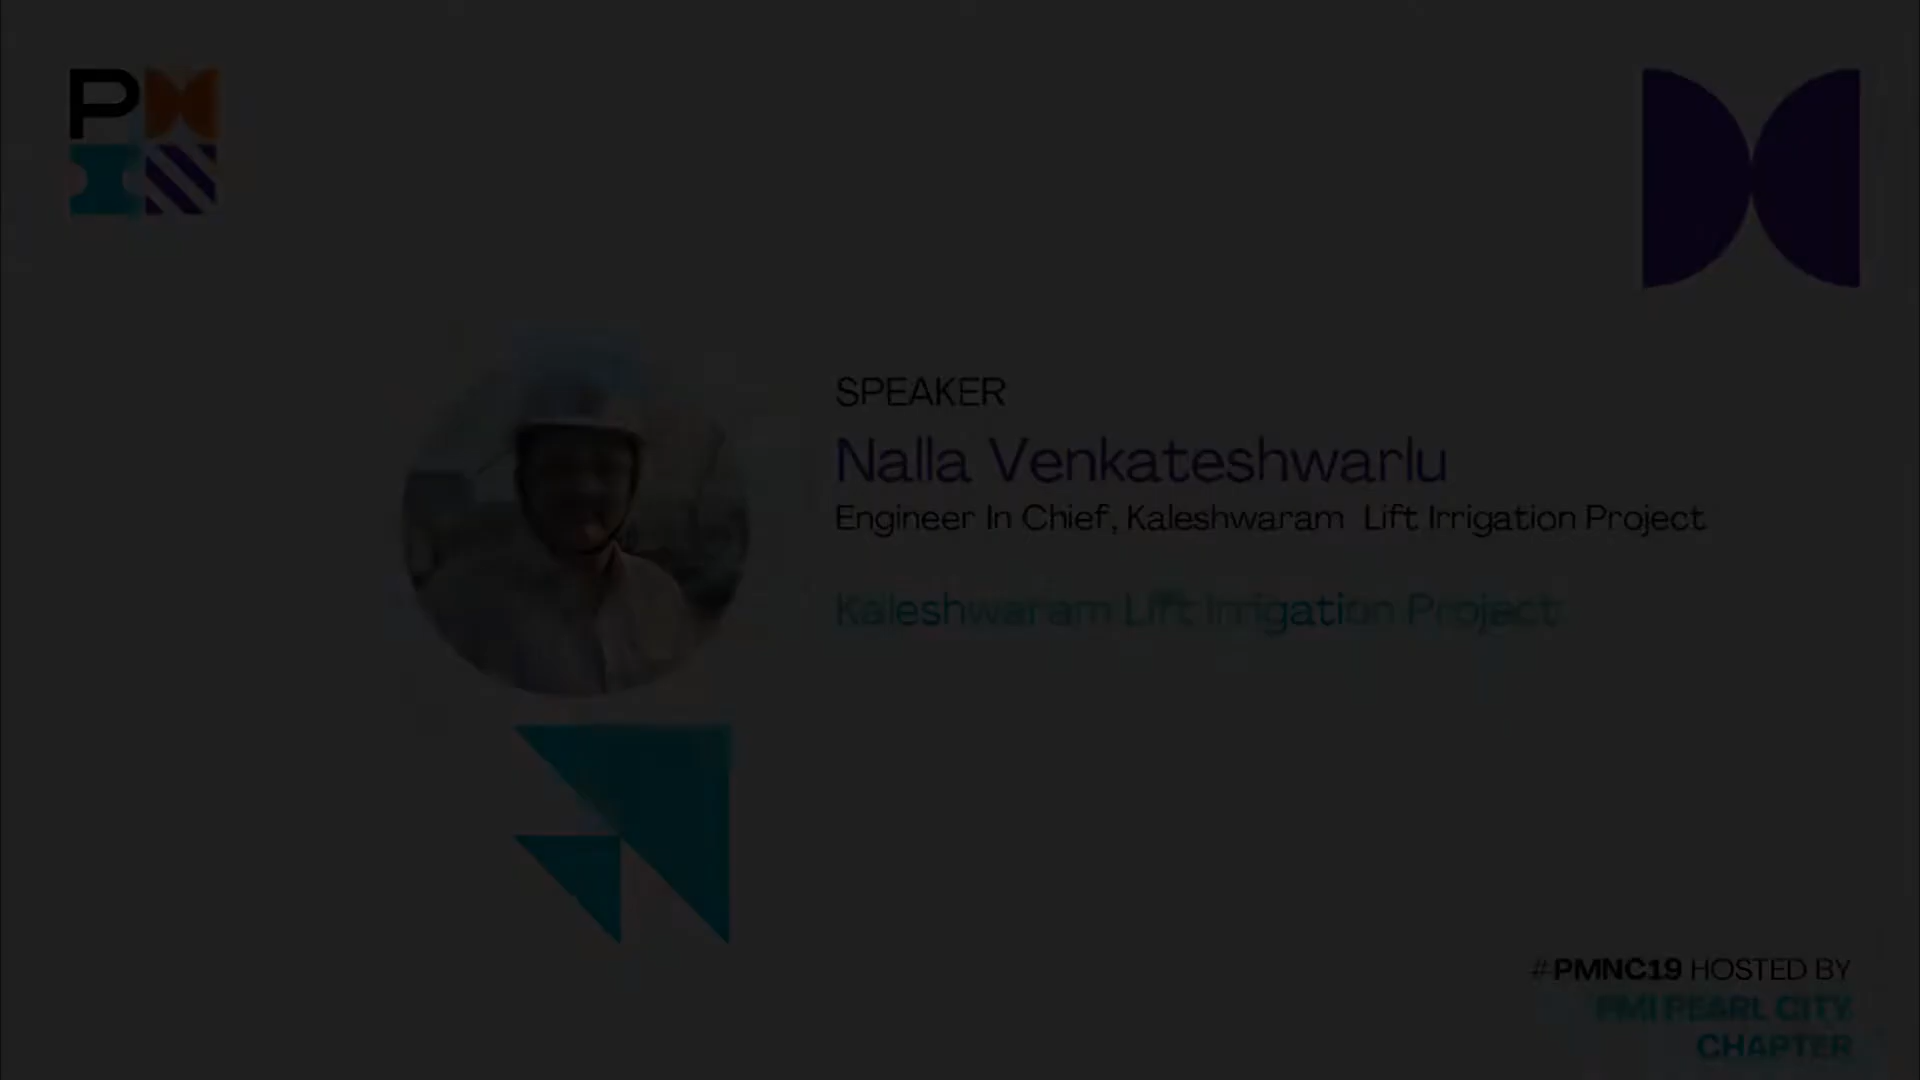 PM
SPEAKER
Nalla Venkateshwarlu
Engineer In Chief, Kaleshwaram Lift Irrigation Project
Kaleshwaram Lift Irrigation Project
#PMNC19 HOSTED BY
PMI PEARL CITY
CHAPTER